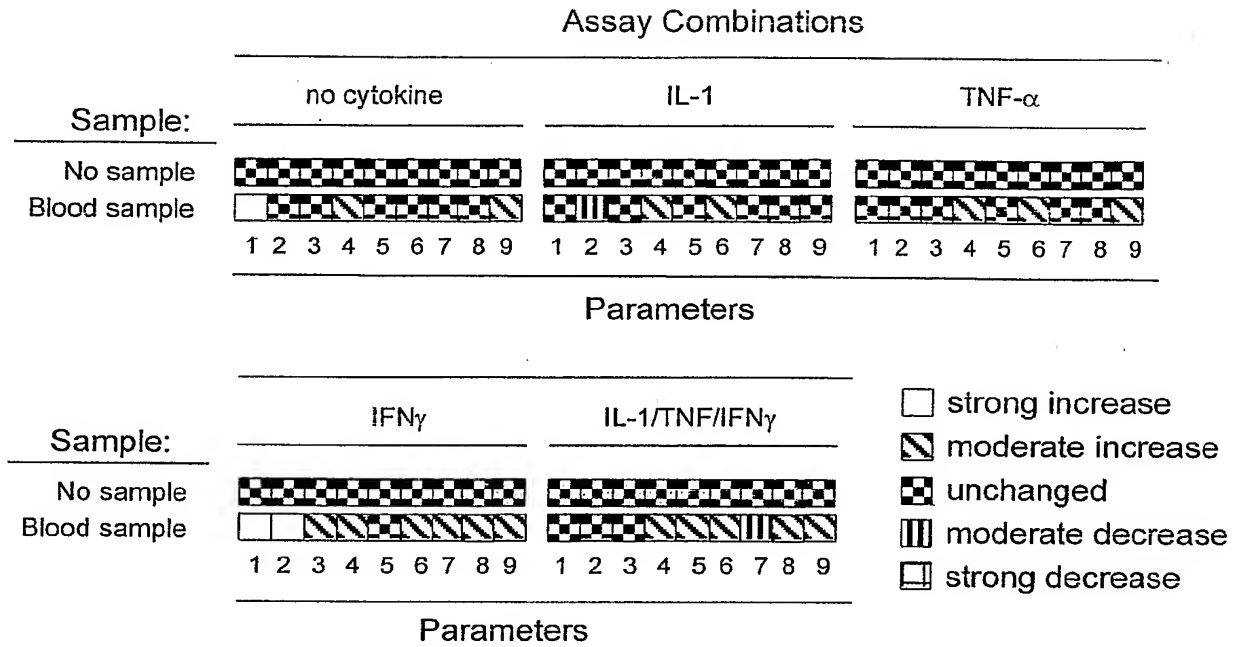 Assay Combinations
no cytokine IL-1 TNF-α
Sample:
No sample
Blood sample
1 2 3 4 5 6 7 8 9 1 2 3 4 5 6 7 8 9 1 2 3 4 5 6 7 8 9
Parameters
IFNγ IL-1/TNF/IFNγ
Sample:
No sample
Blood sample
1 2 3 4 5 6 7 8 9 1 2 3 4 5 6 7 8 9
Parameters
strong increase
moderate increase
unchanged
moderate decrease
strong decrease